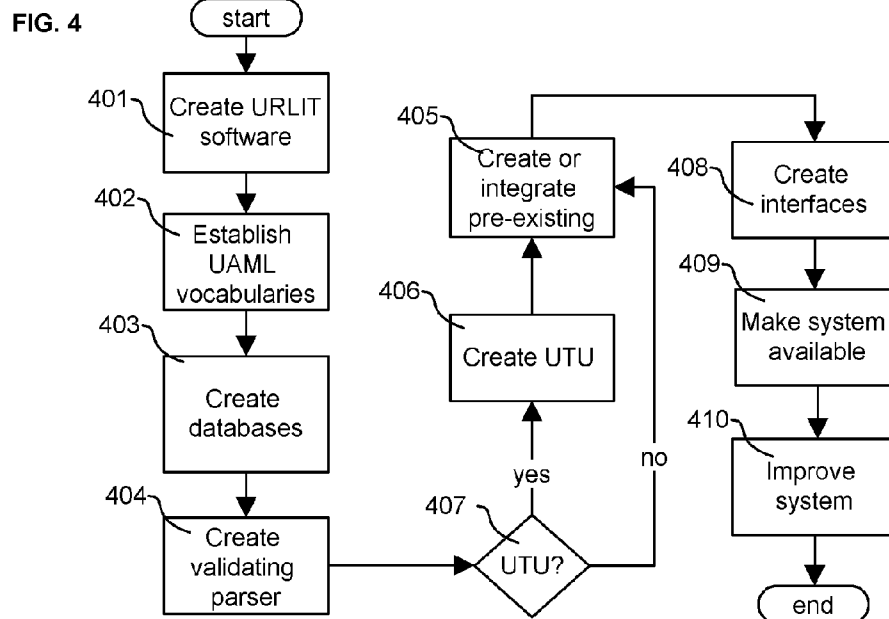 FIG. 4
start
401
Create URLIT
software
402
Establish
UAML
vocabularies
403
Create
databases
404
Create
validating
parser
405
Create or
integrate
pre-existing
406
Create UTU
yes
no
407
UTU?
408
Create
interfaces
409
Make system
available
410
Improve
system
end